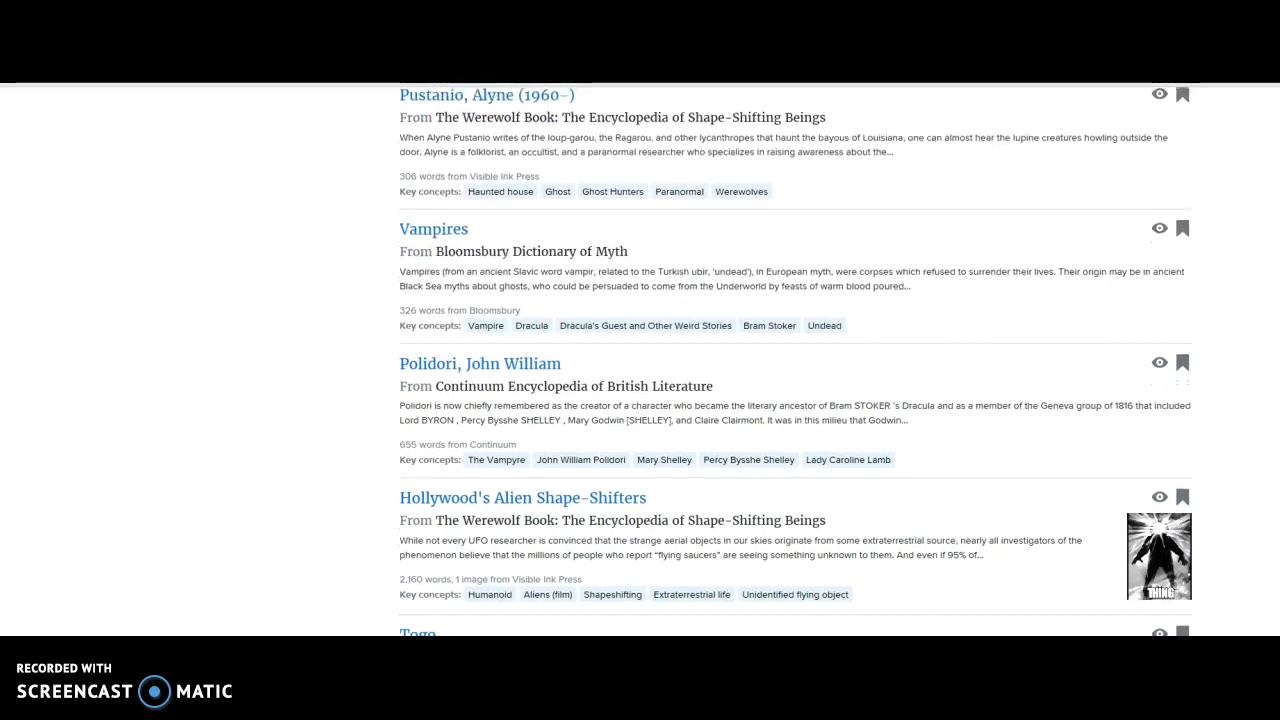 Pustanio, Alyne (1960–)
From The Werewolf Book: The Encyclopedia of Shape-Shifting Beings
When Alyne Pustanio writes of the loup-garou, the Ragarou, and other lycanthropes that haunt the bayous of Louisiana, one can almost hear the lupine creatures howling outside the
door. Alyne is a folklorist, an occultist, and a paranormal researcher who specializes in raising awareness about the...
306 words from Visible Ink Press
Key concepts: Haunted house Ghost Ghost Hunters Paranormal Werewolves
Vampires
From Bloomsbury Dictionary of Myth
Vampires (from an ancient Slavic word vampir, related to the Turkish ubir, 'undead'), in European myth, were corpses which refused to surrender their lives. Their origin may be in ancient
Black Sea myths about ghosts, who could be persuaded to come from the Underworld by feasts of warm blood poured...
326 words from Bloomsbury
Key concepts: Vampire Dracula Dracula's Guest and Other Weird Stories Bram Stoker Undead
Polidori, John William
From Continuum Encyclopedia of British Literature
Polidori is now chiefly remembered as the creator of a character who became the literary ancestor of Bram STOKER 's Dracula and as a member of the Geneva group of 1816 that included
Lord BYRON , Percy Bysshe SHELLEY , Mary Godwin [SHELLEY], and Claire Clairmont. It was in this milieu that Godwin...
655 words from Continuum
Key concepts: The Vampyre John William Polidori Mary Shelley Percy Bysshe Shelley Lady Caroline Lamb
Hollywood's Alien Shape-Shifters
From The Werewolf Book: The Encyclopedia of Shape-Shifting Beings
While not every UFO researcher is convinced that the strange aerial objects in our skies originate from some extraterrestrial source, nearly all investigators of the
phenomenon believe that the millions of people who report “flying saucers” are seeing something unknown to them. And even if 95% of...
THING
2,160 words, 1 image from Visible Ink Press
Key concepts: Humanoid Aliens (film) Shapeshifting Extraterrestrial life Unidentified flying object
Togo
RECORDED WITH
SCREENCAST MATIC